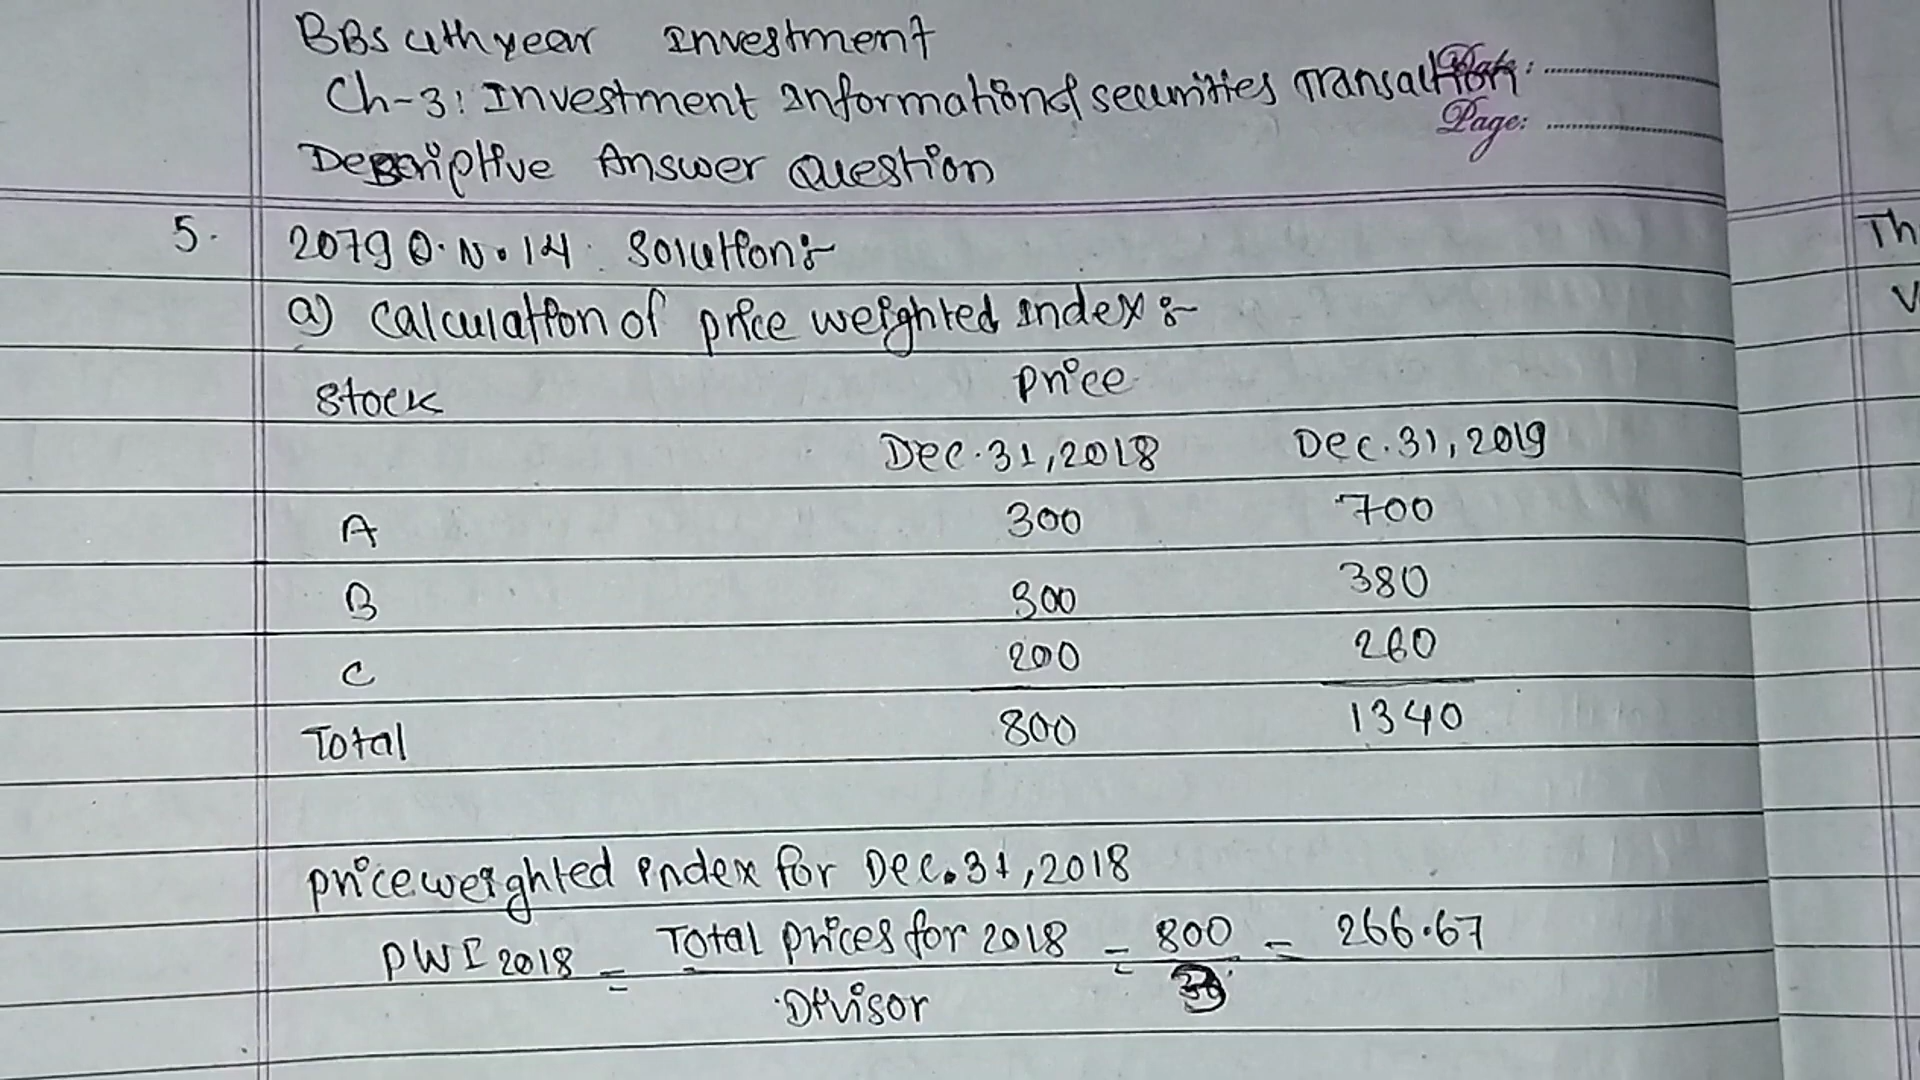 BBS 4th year Investment
Ch-3: Investment Information & securities Transaction
Date:
Page:
Descriptive Answer Question
5. 2079 Q.N.14: Solution:-
a) Calculation of price weighted Index:-
Stock Price
Dec.31,2018 Dec.31,2019
A 300 700
B 300 380
C 200 260
Total 800 1340
price weighted index for Dec.31,2018
PWI 2018 = Total prices for 2018 / Divisor = 800 / 3 = 266.67
Th
V